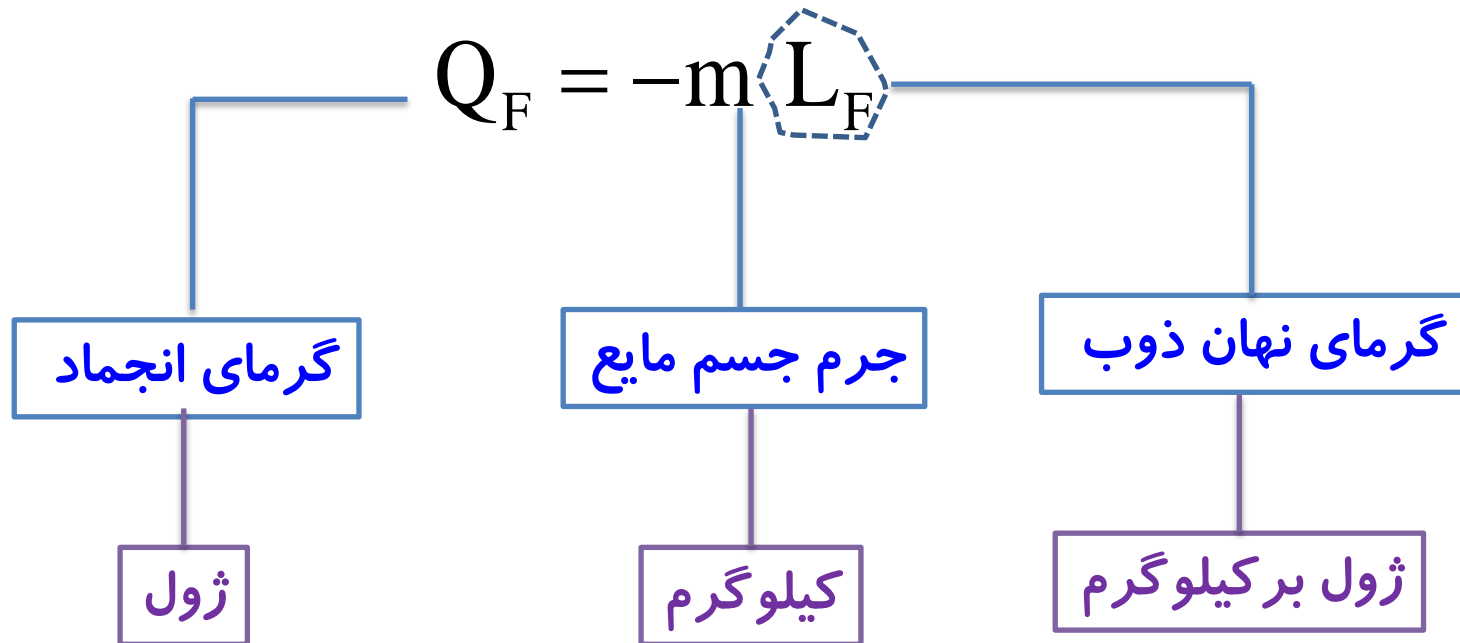 Q_F = −m L_F
گرمای انجماد
جرم جسم مایع
گرمای نهان ذوب
ژول
کیلوگرم
ژول بر کیلوگرم